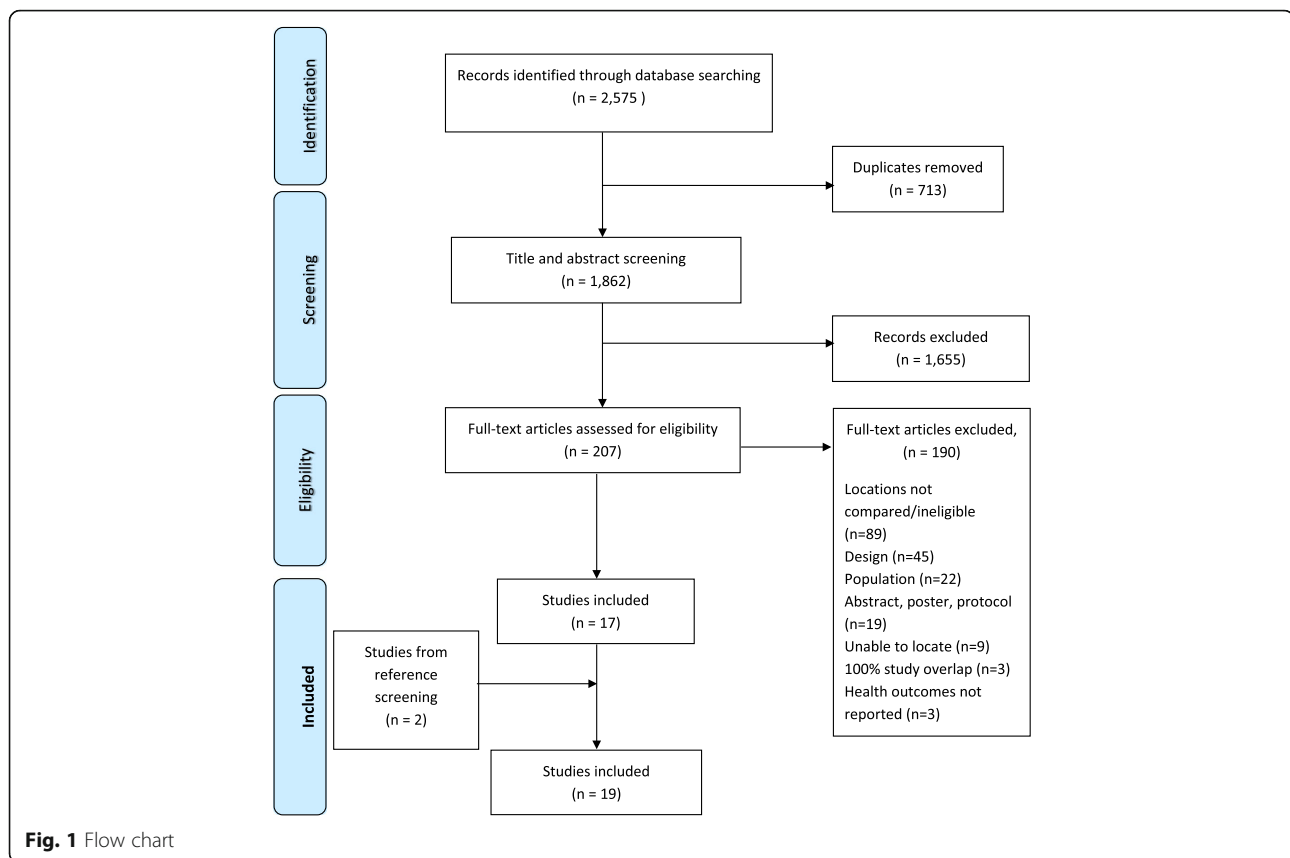 Identification
Records identified through database searching
(n = 2,575 )
Duplicates removed
(n = 713)
Screening
Title and abstract screening
(n = 1,862)
Records excluded
(n = 1,655)
Eligibility
Full-text articles assessed for eligibility
(n = 207)
Full-text articles excluded,
(n = 190)
Locations not
compared/ineligible
(n=89)
Design (n=45)
Population (n=22)
Abstract, poster, protocol
(n=19)
Unable to locate (n=9)
100% study overlap (n=3)
Health outcomes not
reported (n=3)
Included
Studies included
(n = 17)
Studies from
reference
screening
(n = 2)
Studies included
(n = 19)
Fig. 1 Flow chart